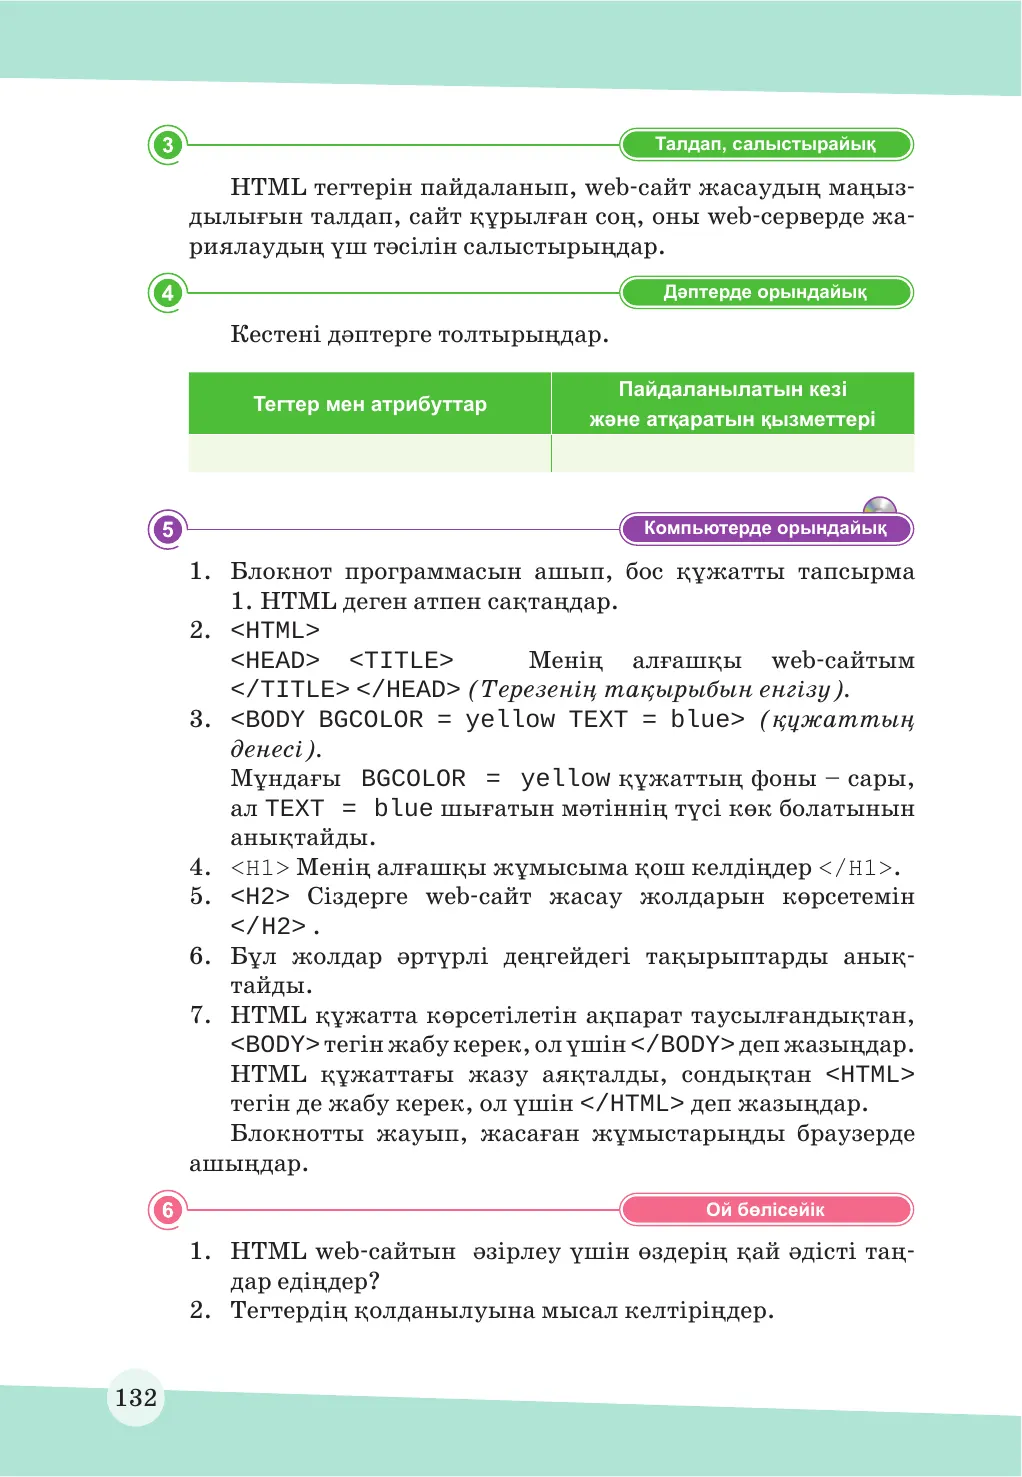 3
Талдап, салыстырайық
HTML тегтерін пайдаланып, web-сайт жасаудың маңыз-
дылығын талдап, сайт құрылған соң, оны web-серверде жа-
риялаудың үш тәсілін салыстырыңдар.
4
Дәптерде орындайық
Кестені дәптерге толтырыңдар.
Тегтер мен атрибуттар
Пайдаланылатын кезі
және атқаратын қызметтері
5
Компьютерде орындайық
1. Блокнот программасын ашып, бос құжатты тапсырма
1. HTML деген атпен сақтаңдар.
2. <HTML>
<HEAD> <TITLE> Менің алғашқы web-сайтым
</TITLE> </HEAD> (Терезенің тақырыбын енгізу).
3. <BODY BGCOLOR = yellow TEXT = blue> (құжаттың
денесі).
Мұндағы BGCOLOR = yellow құжаттың фоны – сары,
ал TEXT = blue шығатын мәтіннің түсі көк болатынын
анықтайды.
4. <H1> Менің алғашқы жұмысыма қош келдіңдер </H1>.
5. <H2> Сіздерге web-сайт жасау жолдарын көрсетемін
</H2> .
6. Бұл жолдар әртүрлі деңгейдегі тақырыптарды анық-
тайды.
7. HTML құжатта көрсетілетін ақпарат таусылғандықтан,
<BODY> тегін жабу керек, ол үшін </BODY> деп жазыңдар.
HTML құжаттағы жазу аяқталды, сондықтан <HTML>
тегін де жабу керек, ол үшін </HTML> деп жазыңдар.
Блокнотты жауып, жасаған жұмыстарыңды браузерде
ашыңдар.
6
Ой бөлісейік
1. HTML web-сайтын әзірлеу үшін өздерің қай әдісті таң-
дар едіңдер?
2. Тегтердің қолданылуына мысал келтіріңдер.
132